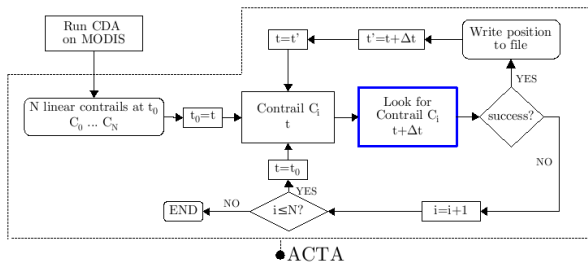 Run CDA
on MODIS
t=t'
t'=t+Δt
Write position
to file
YES
N linear contrails at t₀
C₀ ... C_N
t₀=t
Contrail Cᵢ
t
Look for
Contrail Cᵢ
t+Δt
success?
NO
t=t₀
YES
END
NO
i≤N?
i=i+1
ACTA